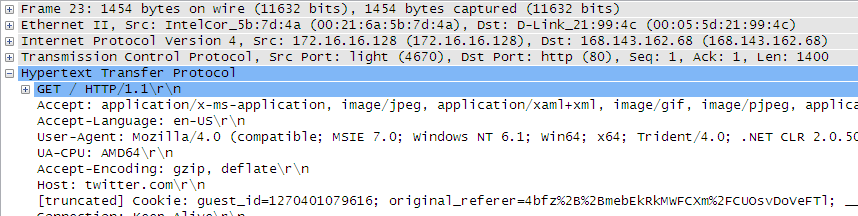 Frame 23: 1454 bytes on wire (11632 bits), 1454 bytes captured (11632 bits)
Ethernet II, Src: IntelCor_5b:7d:4a (00:21:6a:5b:7d:4a), Dst: D-Link_21:99:4c (00:05:5d:21:99:4c)
Internet Protocol Version 4, Src: 172.16.16.128 (172.16.16.128), Dst: 168.143.162.68 (168.143.162.68)
Transmission Control Protocol, Src Port: light (4670), Dst Port: http (80), Seq: 1, Ack: 1, Len: 1400
Hypertext Transfer Protocol
GET / HTTP/1.1\r\n
Accept: application/x-ms-application, image/jpeg, application/xaml+xml, image/gif, image/pjpeg, applica
Accept-Language: en-US\r\n
User-Agent: Mozilla/4.0 (compatible; MSIE 7.0; Windows NT 6.1; Win64; x64; Trident/4.0; .NET CLR 2.0.50
UA-CPU: AMD64\r\n
Accept-Encoding: gzip, deflate\r\n
Host: twitter.com\r\n
[truncated] Cookie: guest_id=1270401079616; original_referer=4bfz%2B%2BmebEkRkMWFCXm%2FCUOsvDoVeFTl; __
Connection: Keep-Alive\r\n